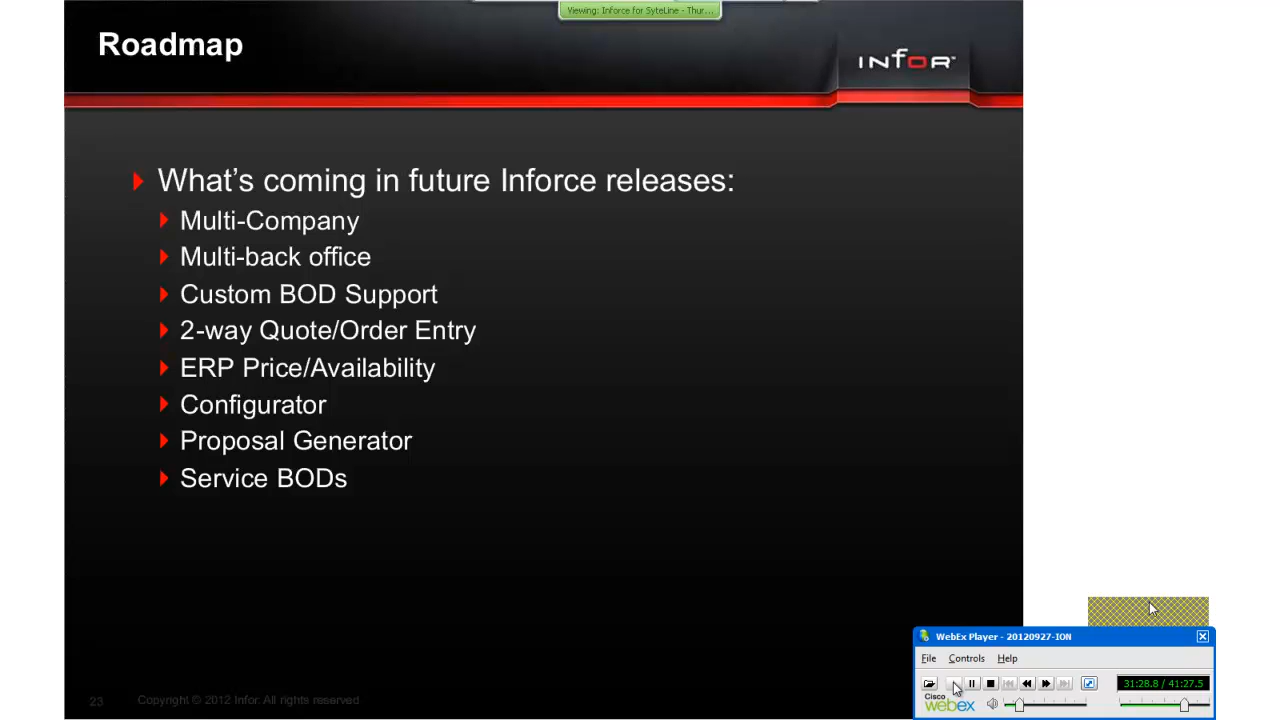 Viewing: Inforce for SyteLine - Thur...
Roadmap
infor
What's coming in future Inforce releases:
Multi-Company
Multi-back office
Custom BOD Support
2-way Quote/Order Entry
ERP Price/Availability
Configurator
Proposal Generator
Service BODs
23 Copyright © 2012 Infor. All rights reserved
WebEx Player - 20120927-ION
File Controls Help
31:28.8 / 41:27.5
Cisco
webex